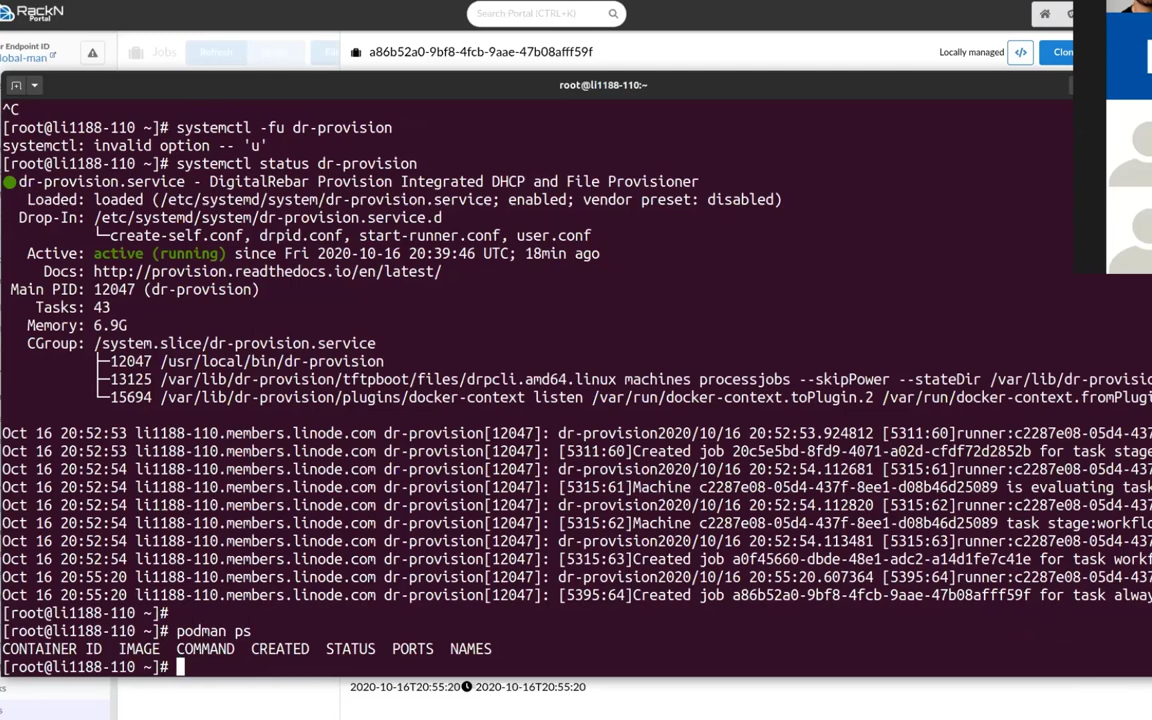 RackN
Portal
Search Portal (CTRL+K)
r Endpoint ID
lobal-man
Jobs
Refresh
Fil
a86b52a0-9bf8-4fcb-9aae-47b08afff59f
Locally managed
</>
Clon
root@li1188-110:~
^C
[root@li1188-110 ~]# systemctl -fu dr-provision
systemctl: invalid option -- 'u'
[root@li1188-110 ~]# systemctl status dr-provision
dr-provision.service - DigitalRebar Provision Integrated DHCP and File Provisioner
Loaded: loaded (/etc/systemd/system/dr-provision.service; enabled; vendor preset: disabled)
Drop-In: /etc/systemd/system/dr-provision.service.d
└─create-self.conf, drpid.conf, start-runner.conf, user.conf
Active: active (running) since Fri 2020-10-16 20:39:46 UTC; 18min ago
Docs: http://provision.readthedocs.io/en/latest/
Main PID: 12047 (dr-provision)
Tasks: 43
Memory: 6.9G
CGroup: /system.slice/dr-provision.service
├─12047 /usr/local/bin/dr-provision
├─13125 /var/lib/dr-provision/tftpboot/files/drpcli.amd64.linux machines processjobs --skipPower --stateDir /var/lib/dr-provisio
└─15694 /var/lib/dr-provision/plugins/docker-context listen /var/run/docker-context.toPlugin.2 /var/run/docker-context.fromPlugi
Oct 16 20:52:53 li1188-110.members.linode.com dr-provision[12047]: dr-provision2020/10/16 20:52:53.924812 [5311:60]runner:c2287e08-05d4-437
Oct 16 20:52:53 li1188-110.members.linode.com dr-provision[12047]: [5311:60]Created job 20c5e5bd-8fd9-4071-a02d-cfdf72d2852b for task stage
Oct 16 20:52:54 li1188-110.members.linode.com dr-provision[12047]: dr-provision2020/10/16 20:52:54.112681 [5315:61]runner:c2287e08-05d4-437
Oct 16 20:52:54 li1188-110.members.linode.com dr-provision[12047]: [5315:61]Machine c2287e08-05d4-437f-8ee1-d08b46d25089 is evaluating task
Oct 16 20:52:54 li1188-110.members.linode.com dr-provision[12047]: dr-provision2020/10/16 20:52:54.112820 [5315:62]runner:c2287e08-05d4-437
Oct 16 20:52:54 li1188-110.members.linode.com dr-provision[12047]: [5315:62]Machine c2287e08-05d4-437f-8ee1-d08b46d25089 task stage:workflo
Oct 16 20:52:54 li1188-110.members.linode.com dr-provision[12047]: dr-provision2020/10/16 20:52:54.113481 [5315:63]runner:c2287e08-05d4-437
Oct 16 20:52:54 li1188-110.members.linode.com dr-provision[12047]: [5315:63]Created job a0f45660-dbde-48e1-adc2-a14d1fe7c41e for task workf
Oct 16 20:55:20 li1188-110.members.linode.com dr-provision[12047]: dr-provision2020/10/16 20:55:20.607364 [5395:64]runner:c2287e08-05d4-437
Oct 16 20:55:20 li1188-110.members.linode.com dr-provision[12047]: [5395:64]Created job a86b52a0-9bf8-4fcb-9aae-47b08afff59f for task alway
[root@li1188-110 ~]#
[root@li1188-110 ~]# podman ps
CONTAINER ID IMAGE COMMAND CREATED STATUS PORTS NAMES
[root@li1188-110 ~]#
2020-10-16T20:55:20 2020-10-16T20:55:20